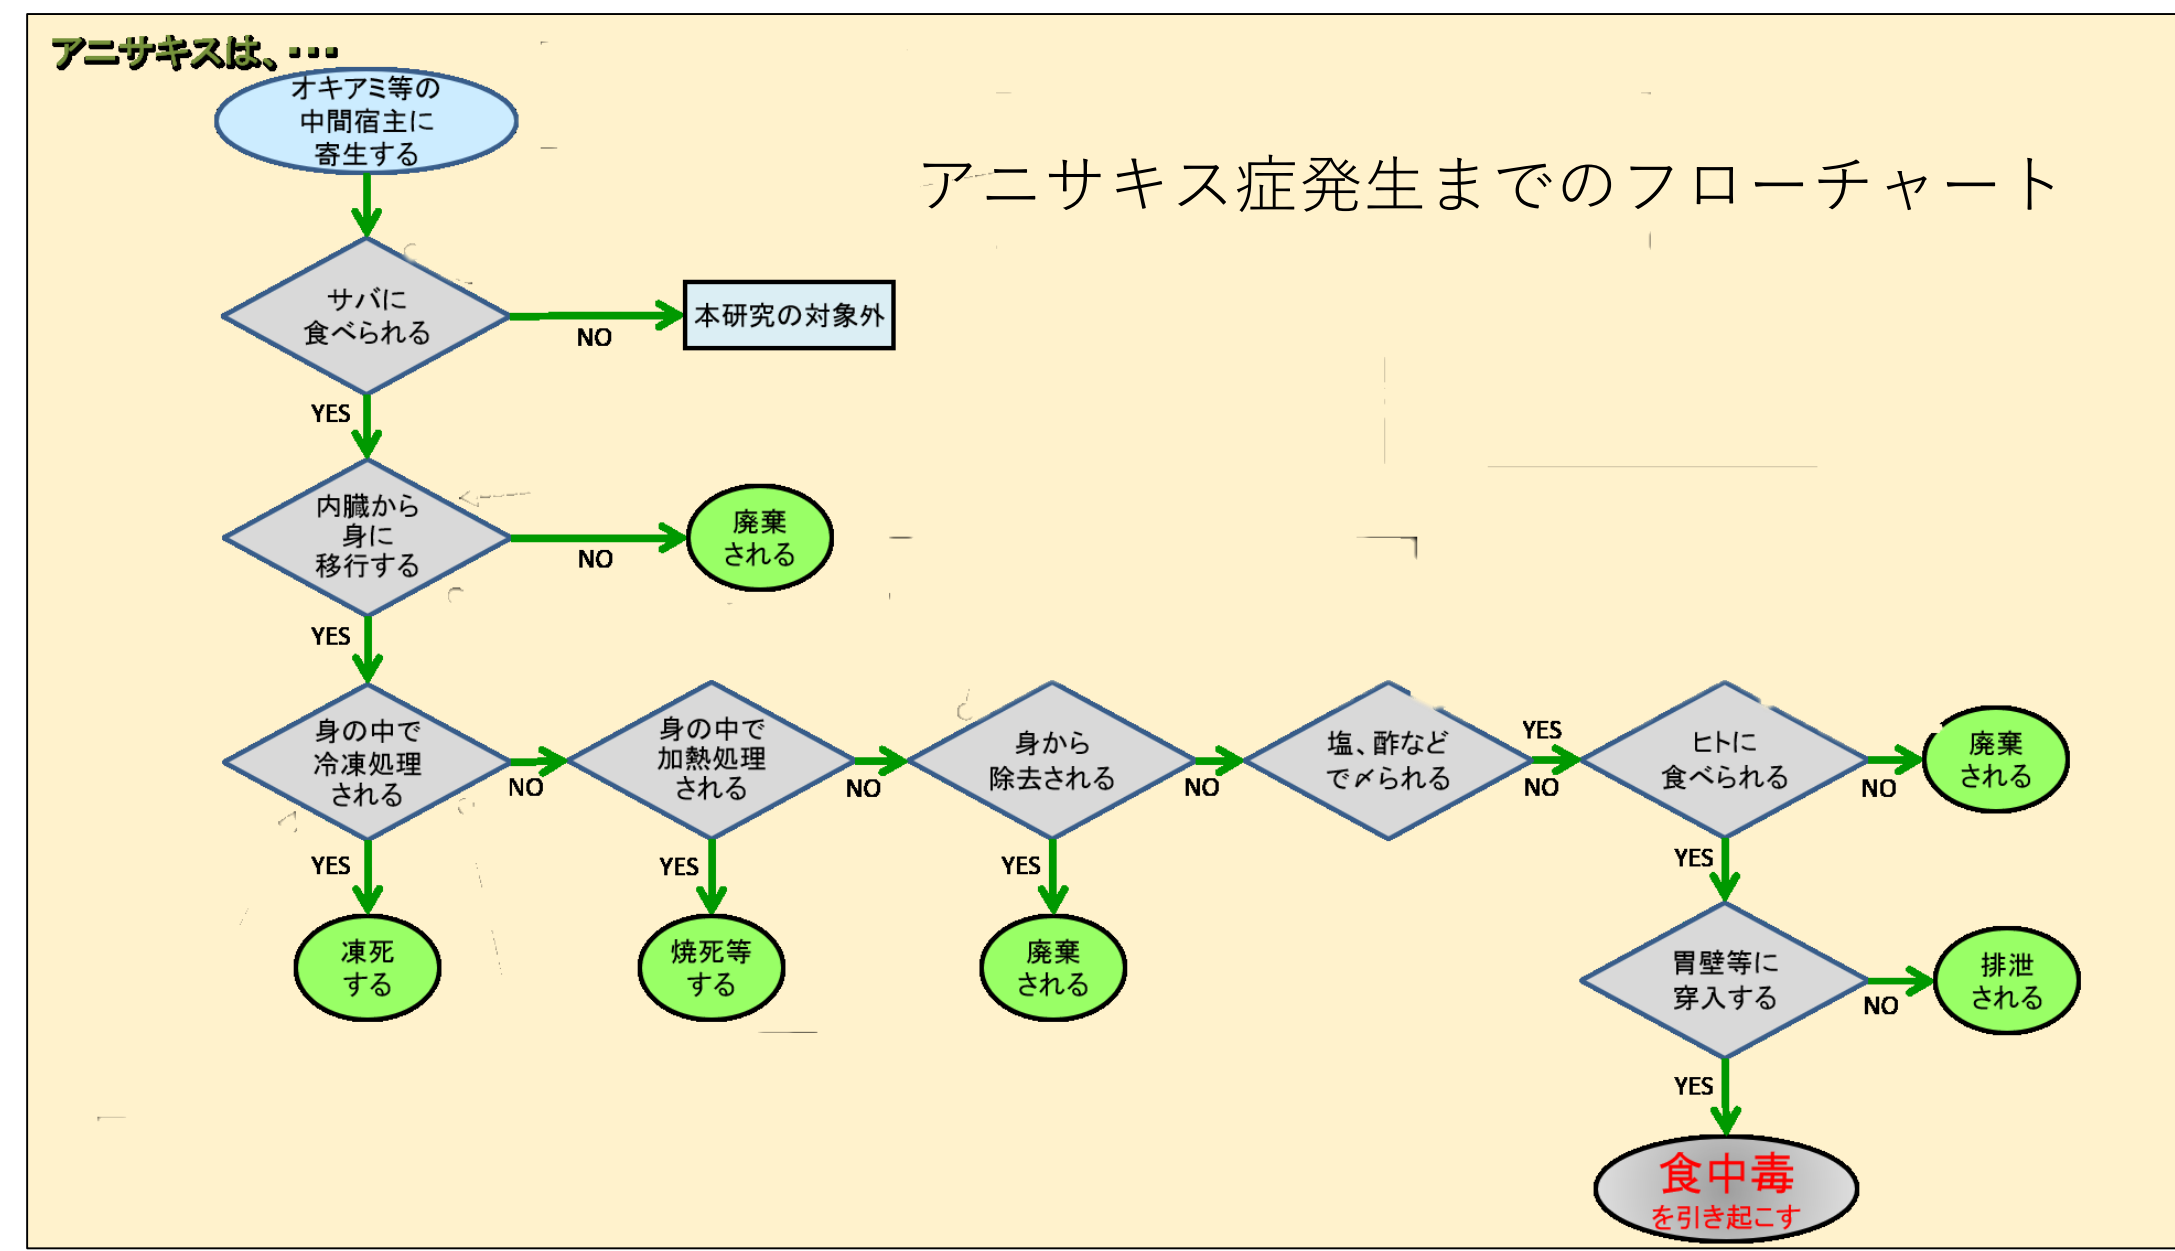 アニサキスは、・・・
オキアミ等の
中間宿主に
寄生する
アニサキス症発生までのフローチャート
サバに
食べられる
NO
本研究の対象外
YES
内臓から
身に
移行する
NO
廃棄
される
YES
身の中で
冷凍処理
される
NO
身の中で
加熱処理
される
NO
身から
除去される
NO
塩、酢など
で〆られる
YES
NO
ヒトに
食べられる
NO
廃棄
される
YES
凍死
する
YES
焼死等
する
YES
廃棄
される
YES
胃壁等に
穿入する
NO
排泄
される
YES
食中毒
を引き起こす